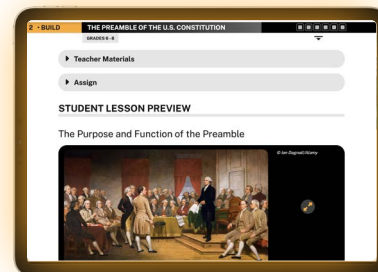 2 • BUILD
THE PREAMBLE OF THE U.S. CONSTITUTION
GRADES 6 - 8
Teacher Materials
Assign
STUDENT LESSON PREVIEW
The Purpose and Function of the Preamble
© Ian Dagnall/Alamy